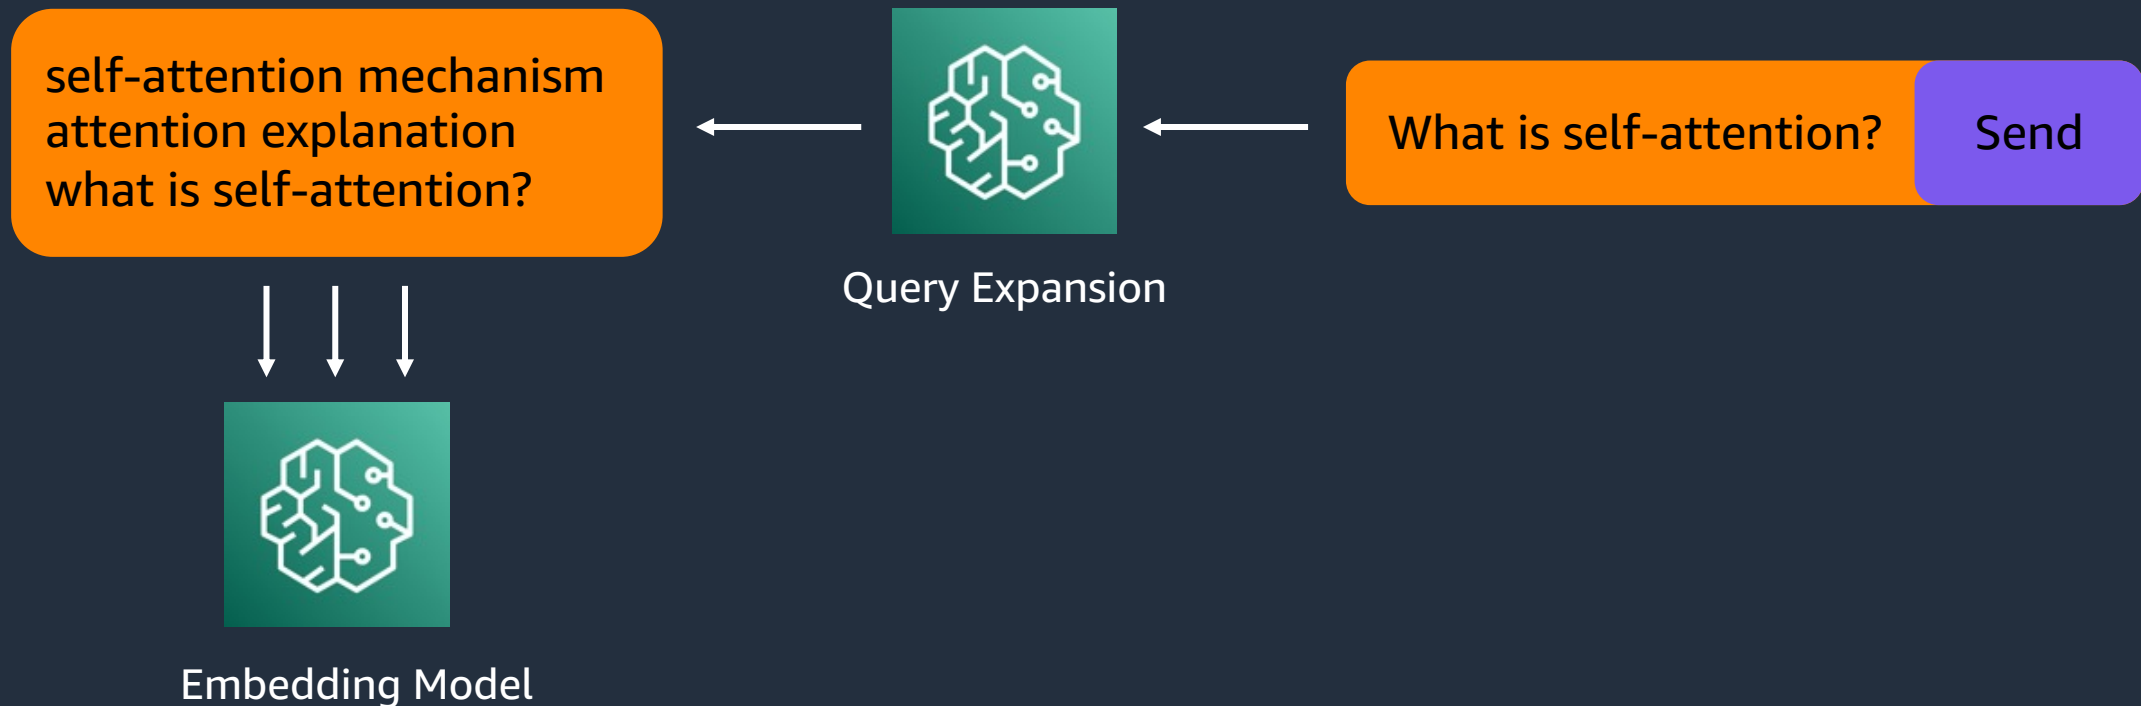 self-attention mechanism
attention explanation
what is self-attention?
Query Expansion
What is self-attention?
Send
Embedding Model